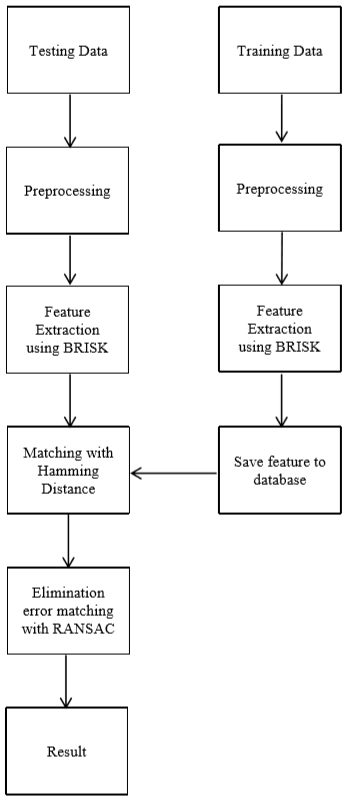 Testing Data
Training Data
Preprocessing
Preprocessing
Feature
Extraction
using BRISK
Feature
Extraction
using BRISK
Matching with
Hamming
Distance
Save feature to
database
Elimination
error matching
with RANSAC
Result